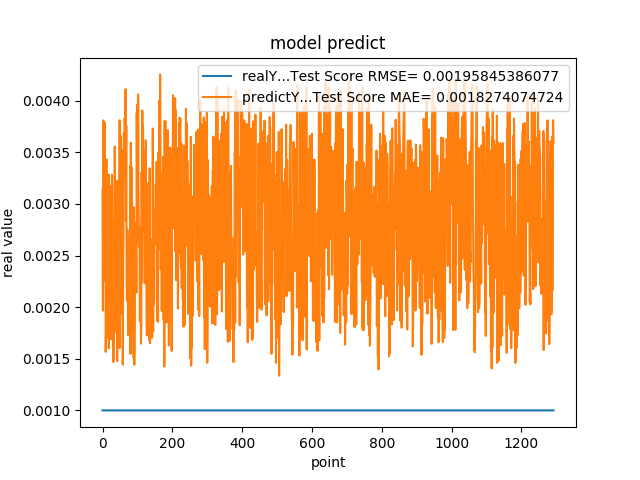 model predict
realY...Test Score RMSE= 0.00195845386077
predictY...Test Score MAE= 0.0018274074724
0.0040
0.0035
0.0030
0.0025
0.0020
0.0015
0.0010
real value
0 200 400 600 800 1000 1200
point